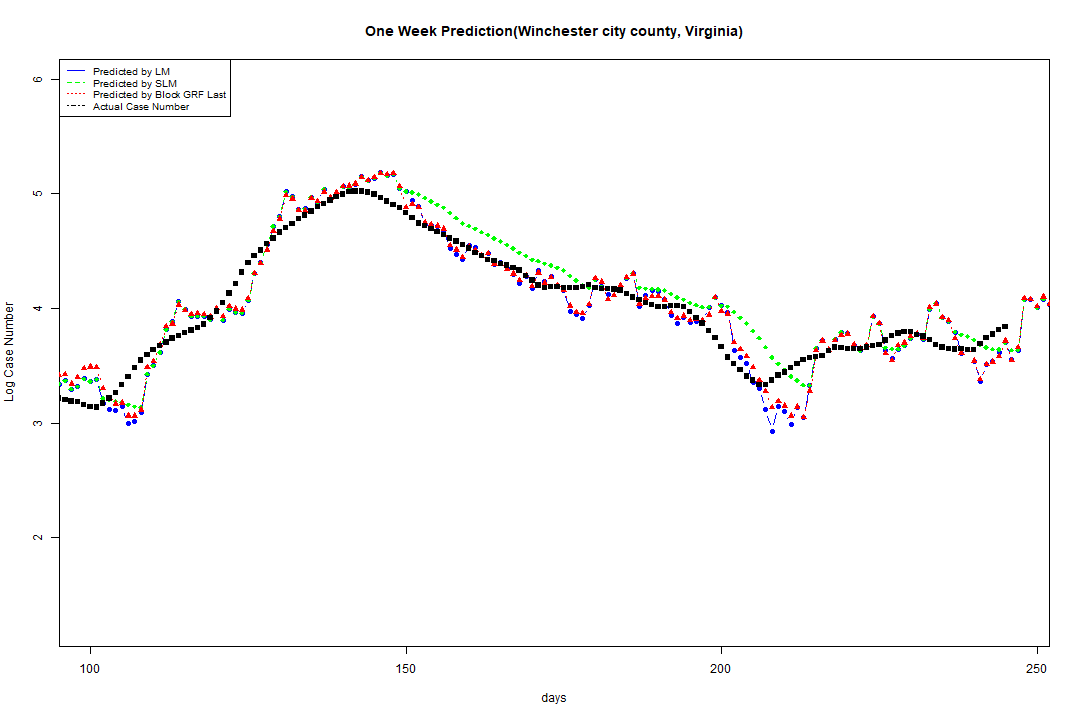 One Week Prediction(Winchester city county, Virginia)
Predicted by LM
Predicted by SLM
Predicted by Block GRF Last
Actual Case Number
6
5
4
3
2
Log Case Number
100
150
200
250
days